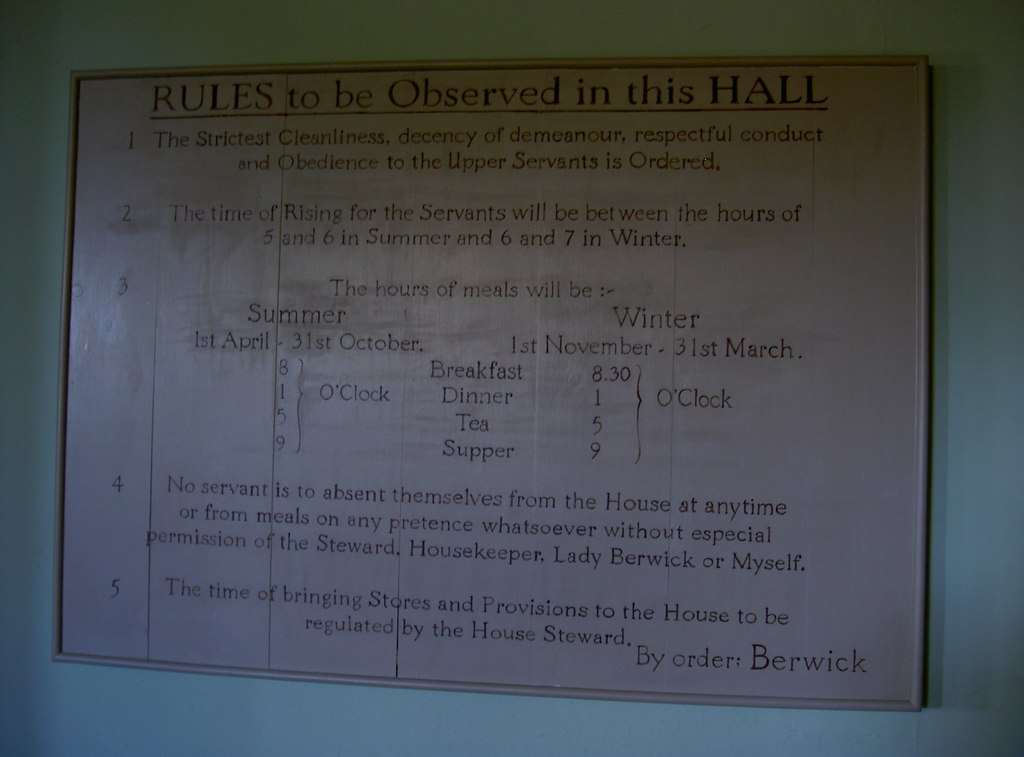 RULES to be Observed in this HALL
1 The Strictest Cleanliness, decency of demeanour, respectful conduct
and Obedience to the Upper Servants is Ordered.
2 The time of Rising for the Servants will be between the hours of
5 and 6 in Summer and 6 and 7 in Winter.
3 The hours of meals will be :-
Summer Winter
1st April - 31st October. 1st November - 31st March.
8 Breakfast 8.30
1 O'Clock Dinner 1 O'Clock
5 Tea 5
9 Supper 9
4 No servant is to absent themselves from the House at anytime
or from meals on any pretence whatsoever without especial
permission of the Steward, Housekeeper, Lady Berwick or Myself.
5 The time of bringing Stores and Provisions to the House to be
regulated by the House Steward.
By order: Berwick